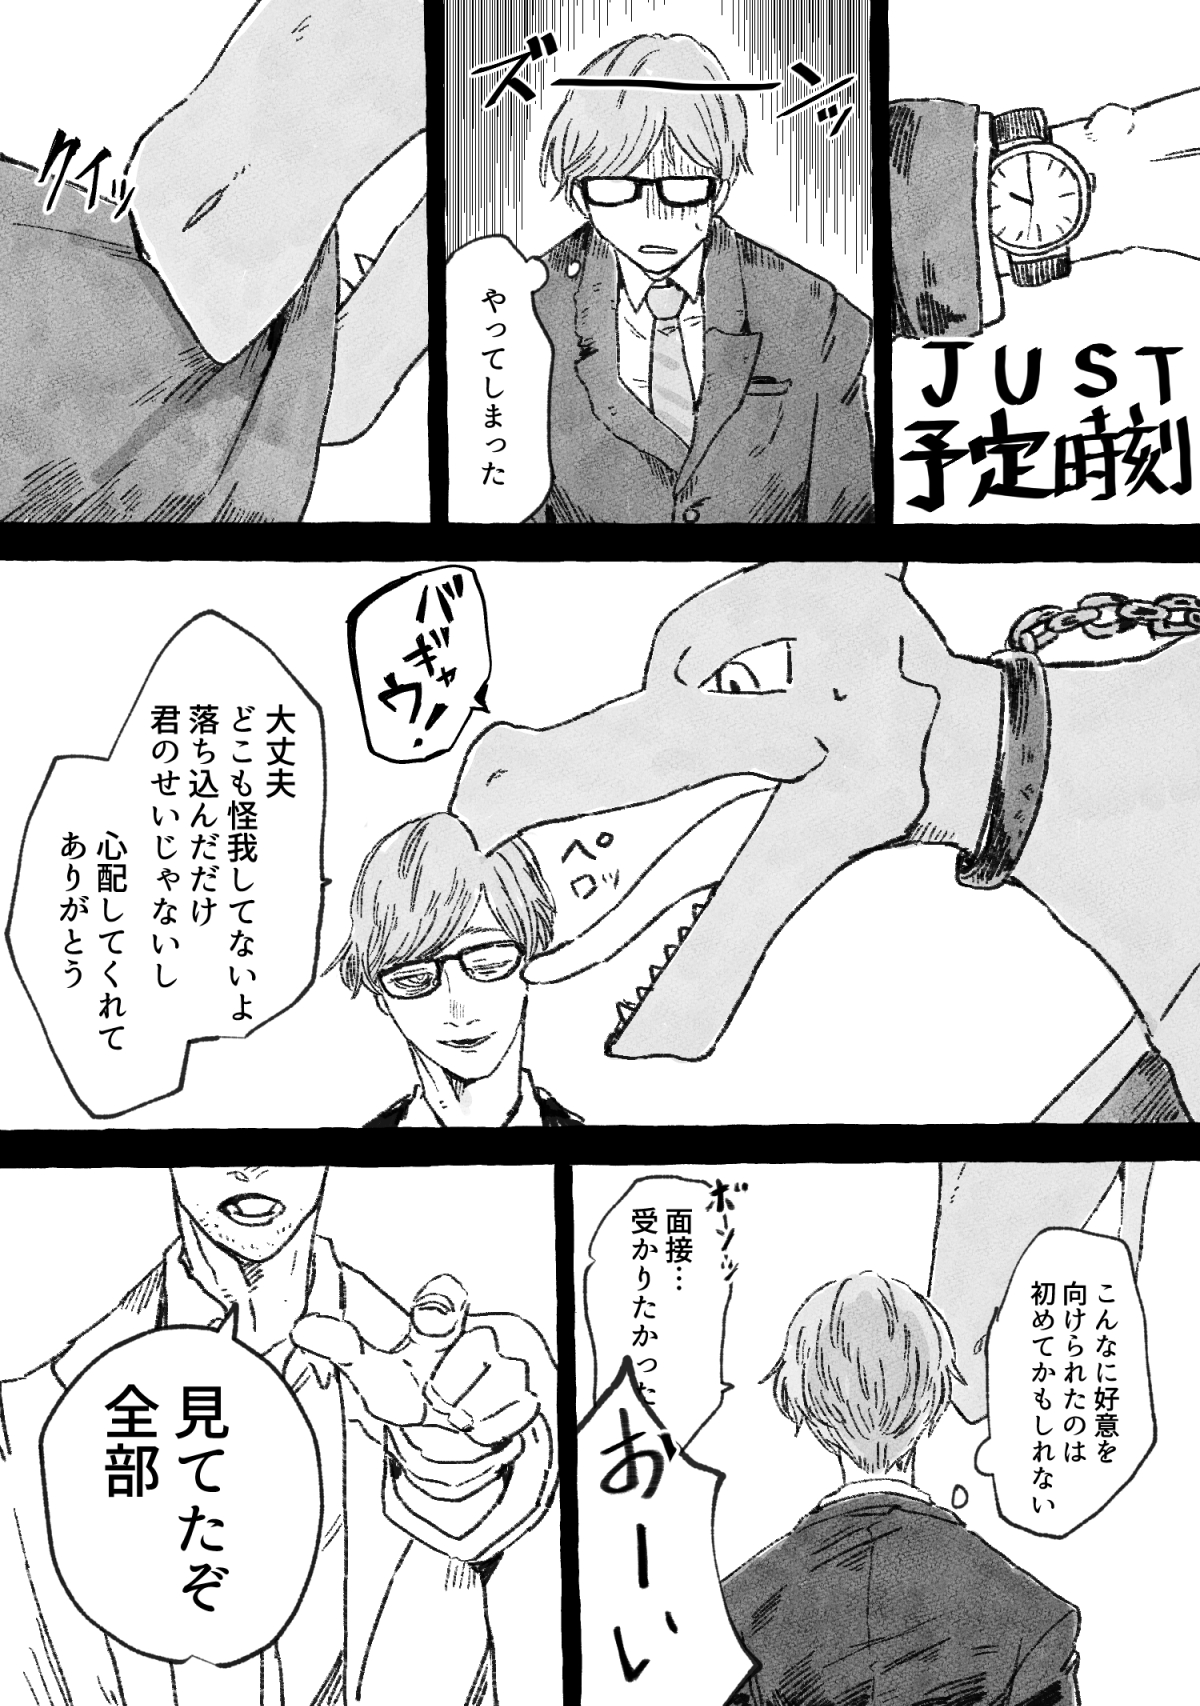 JUST
予定時刻
ズーーンッ
やってしまった
クイッ
バギャウ!
ペロッ
大丈夫
どこも怪我してないよ
落ち込んだだけ
君のせいじゃないし
心配してくれて
ありがとう
こんなに好意を
向けられたのは
初めてかもしれない
ボーンッ
面接…
受かりたかった
おーい
見てたぞ
全部